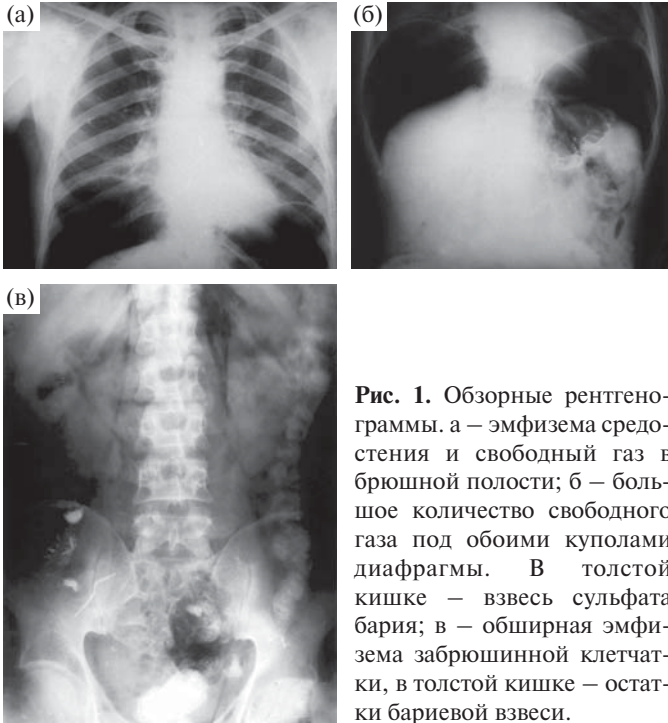 (а)
(б)
(в)
Рис. 1. Обзорные рентгено-
граммы. а – эмфизема средо-
стения и свободный газ в
брюшной полости; б – боль-
шое количество свободного
газа под обоими куполами
диафрагмы. В толстой
кишке – взвесь сульфата
бария; в – обширная эмфи-
зема забрюшинной клетчат-
ки, в толстой кишке – остат-
ки бариевой взвеси.